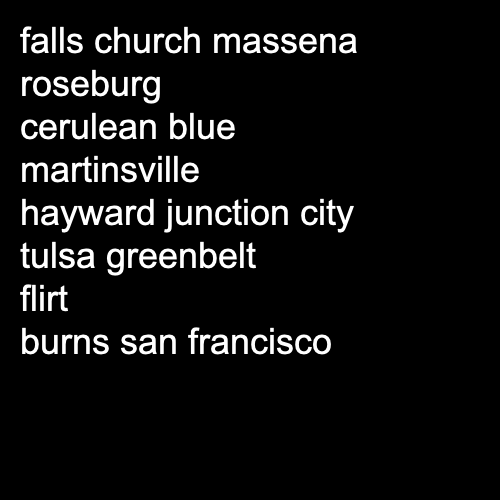 falls church massena
roseburg
cerulean blue
martinsville
hayward junction city
tulsa greenbelt
flirt
burns san francisco